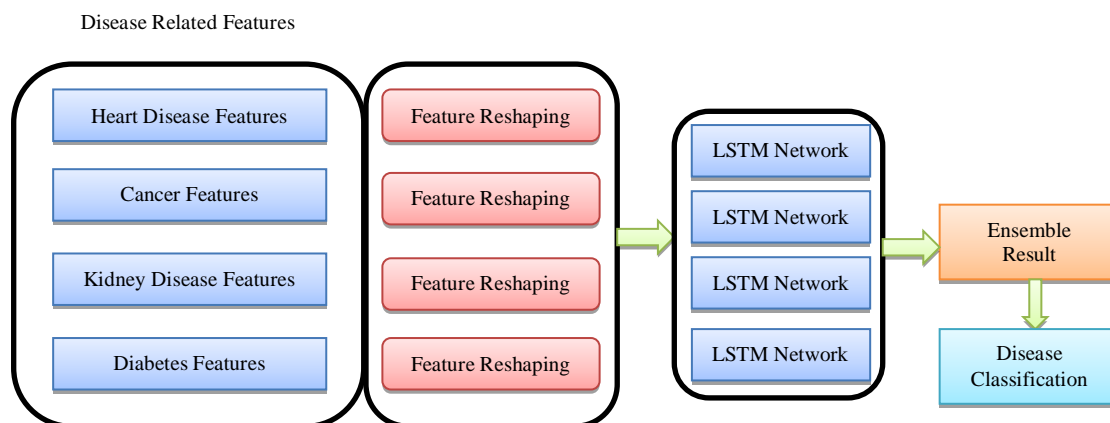 Disease Related Features
Heart Disease Features
Cancer Features
Kidney Disease Features
Diabetes Features
Feature Reshaping
Feature Reshaping
Feature Reshaping
Feature Reshaping
LSTM Network
LSTM Network
LSTM Network
LSTM Network
Ensemble
Result
Disease
Classification